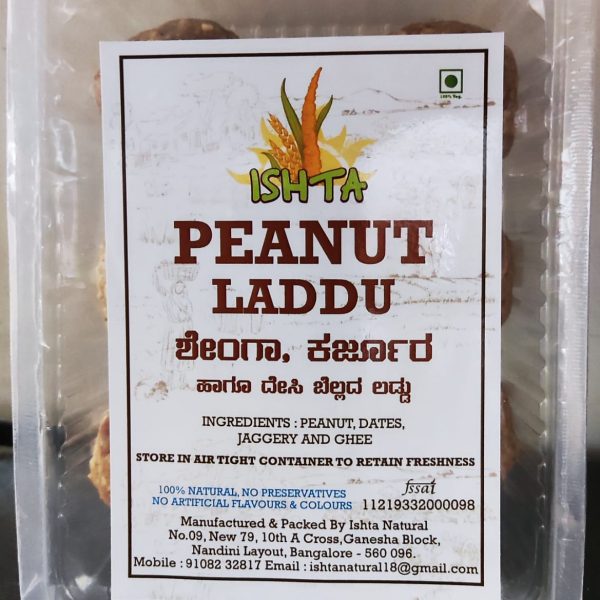 100% Veg.
ISHTA
PEANUT
LADDU
ಶೇಂಗಾ, ಕರ್ಜೂರ
ಹಾಗೂ ದೇಸಿ ಬೆಲ್ಲದ ಲಡ್ಡು
INGREDIENTS : PEANUT, DATES,
JAGGERY AND GHEE
STORE IN AIR TIGHT CONTAINER TO RETAIN FRESHNESS
100% NATURAL, NO PRESERVATIVES
NO ARTIFICIAL FLAVOURS & COLOURS
fssai
11219332000098
Manufactured & Packed By Ishta Natural
No.09, New 79, 10th A Cross,Ganesha Block,
Nandini Layout, Bangalore - 560 096.
Mobile : 91082 32817 Email : ishtanatural18@gmail.com